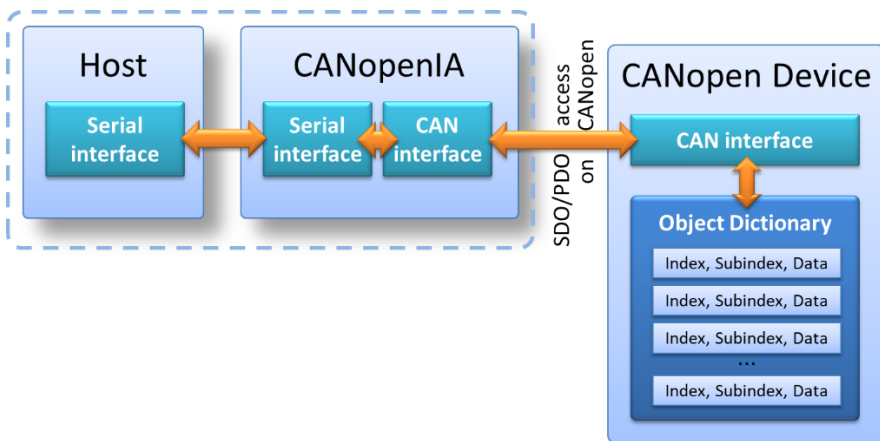 Host
Serial
interface
CANopenIA
Serial
interface
CAN
interface
SDO/PDO access
on CANopen
CANopen Device
CAN interface
Object Dictionary
Index, Subindex, Data
Index, Subindex, Data
Index, Subindex, Data
...
Index, Subindex, Data